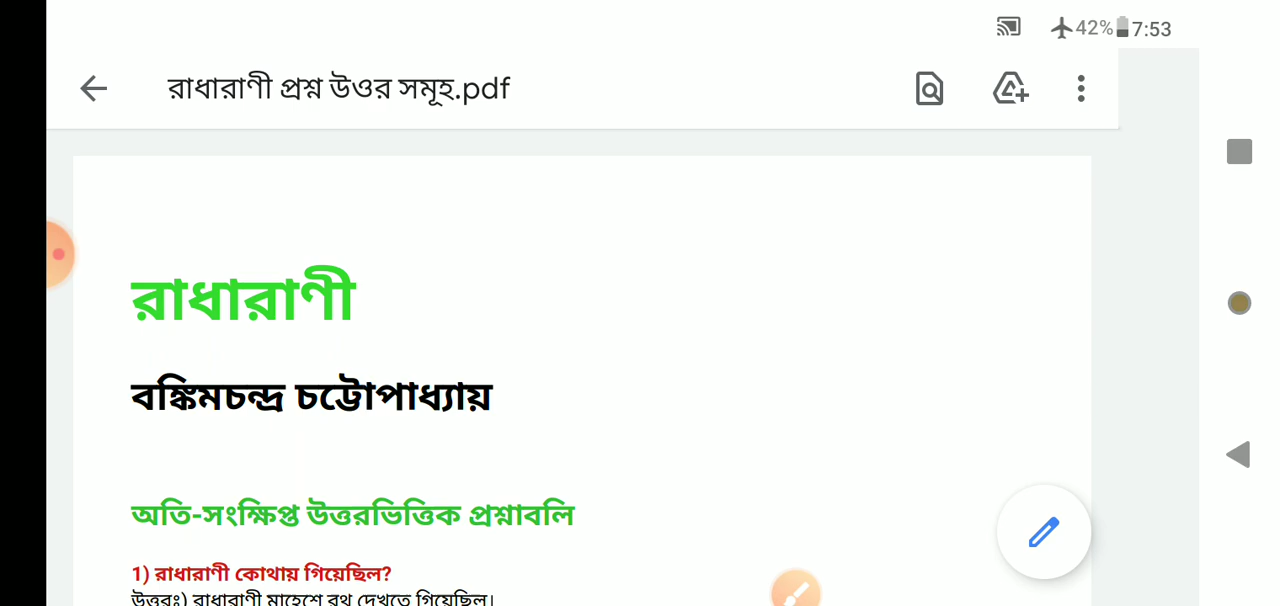 42% 7:53
রাধারাণী প্রশ্ন উওর সমূহ.pdf
রাধারাণী
বঙ্কিমচন্দ্র চট্টোপাধ্যায়
অতি-সংক্ষিপ্ত উত্তরভিত্তিক প্রশ্নাবলি
1) রাধারাণী কোথায় গিয়েছিল?
উত্তরঃ) রাধারাণী মাহেশে রথ দেখতে গিয়েছিল।